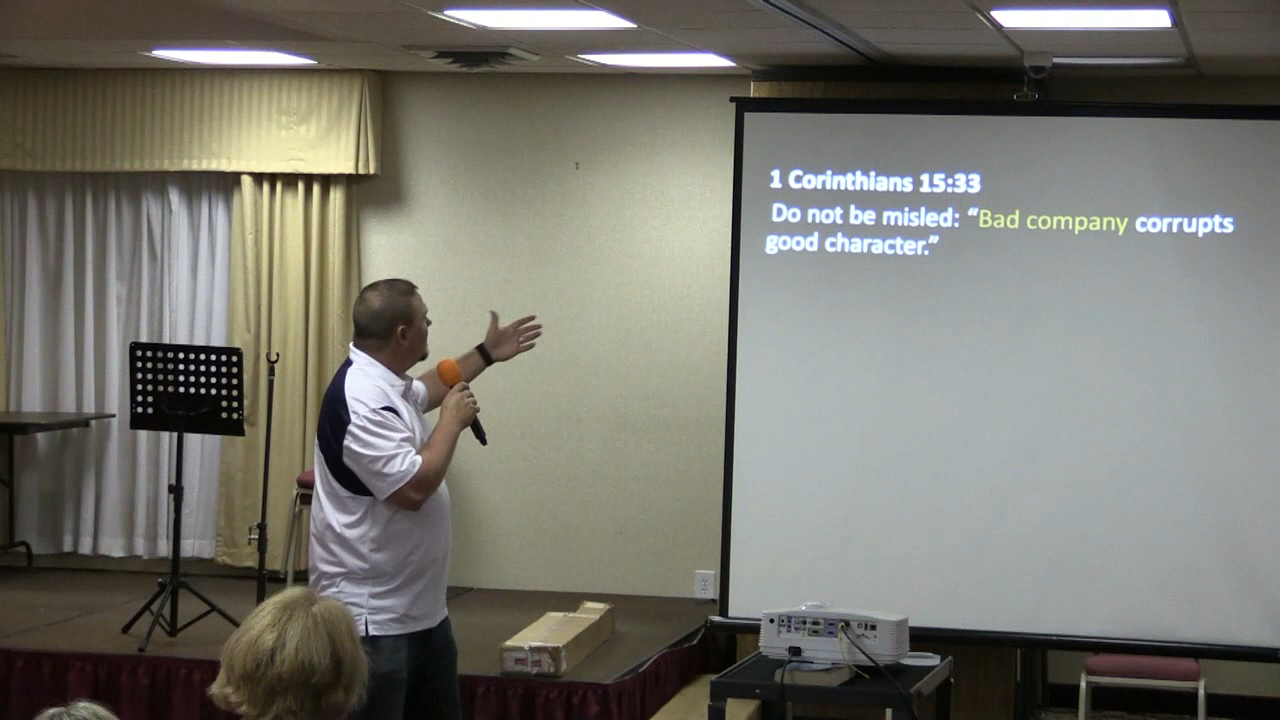 1 Corinthians 15:33
Do not be misled: “Bad company corrupts
good character.”